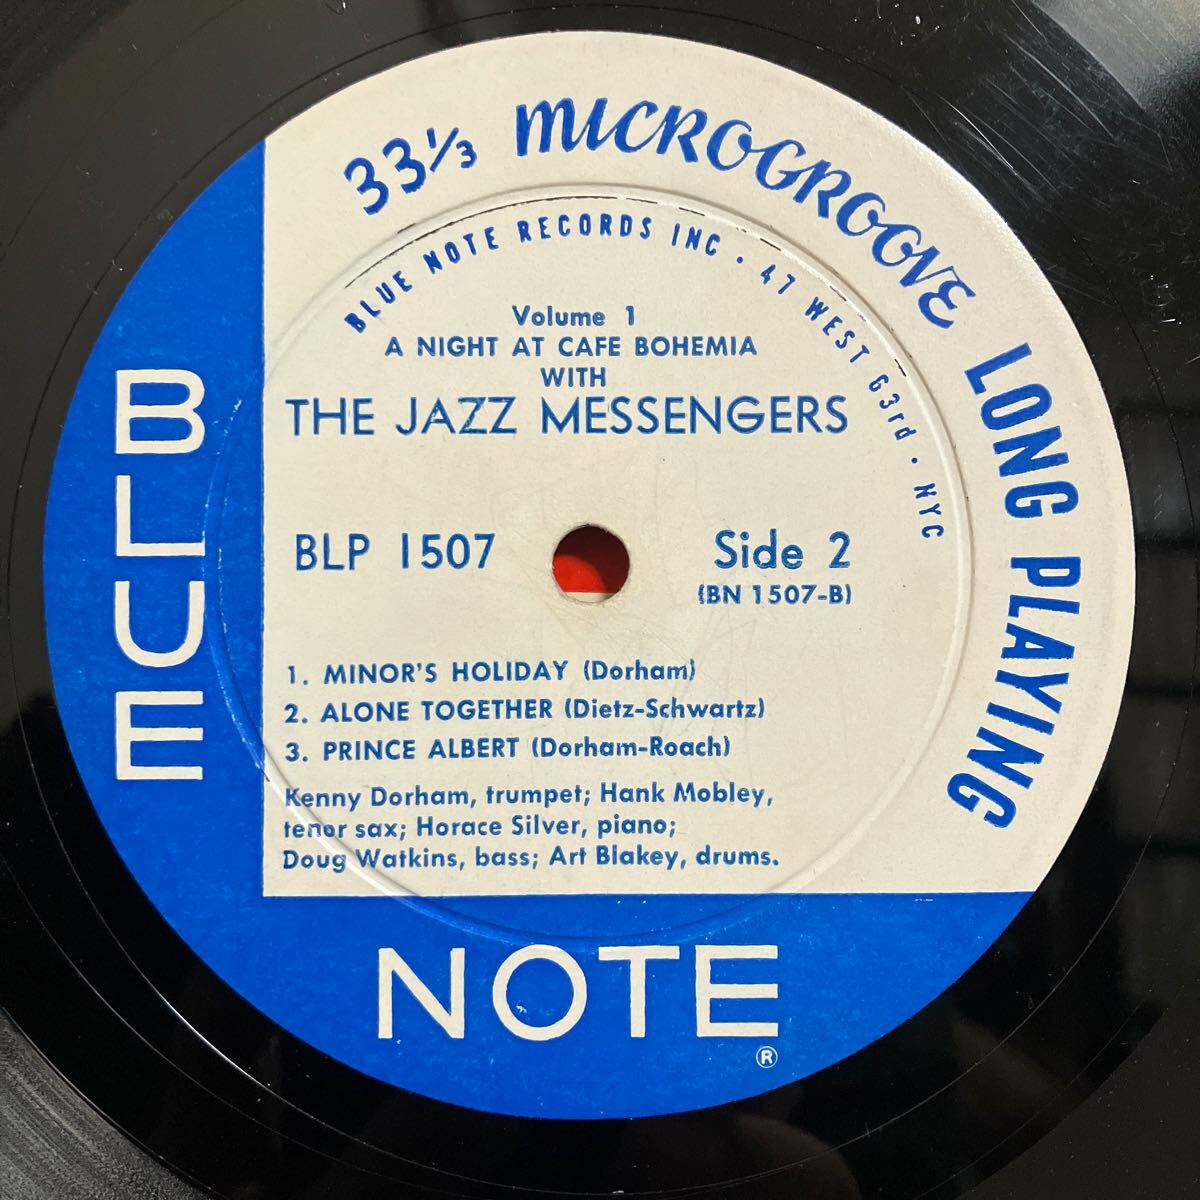 33⅓ MICROGROOVE LONG PLAYING
BLUE NOTE RECORDS INC · 47 WEST 63rd · NYC
Volume 1
A NIGHT AT CAFE BOHEMIA
WITH
THE JAZZ MESSENGERS
BLP 1507
Side 2
(BN 1507-B)
1. MINOR'S HOLIDAY (Dorham)
2. ALONE TOGETHER (Dietz-Schwartz)
3. PRINCE ALBERT (Dorham-Roach)
Kenny Dorham, trumpet; Hank Mobley,
tenor sax; Horace Silver, piano;
Doug Watkins, bass; Art Blakey, drums.
BLUE
NOTE
®